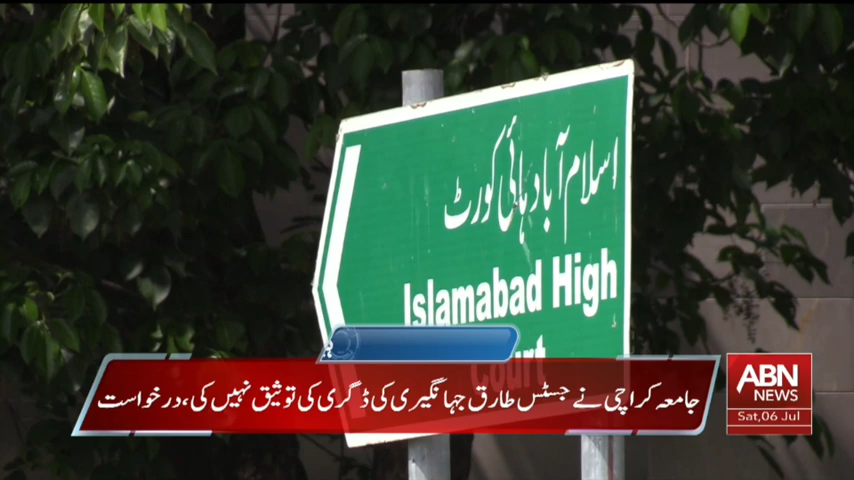 اسلام آباد ہائی کورٹ
Islamabad High
Court
جامعہ کراچی نے جسٹس طارق جہانگیری کی ڈگری کی توثیق نہیں کی، درخواست
ABN
NEWS
Sat,06 Jul